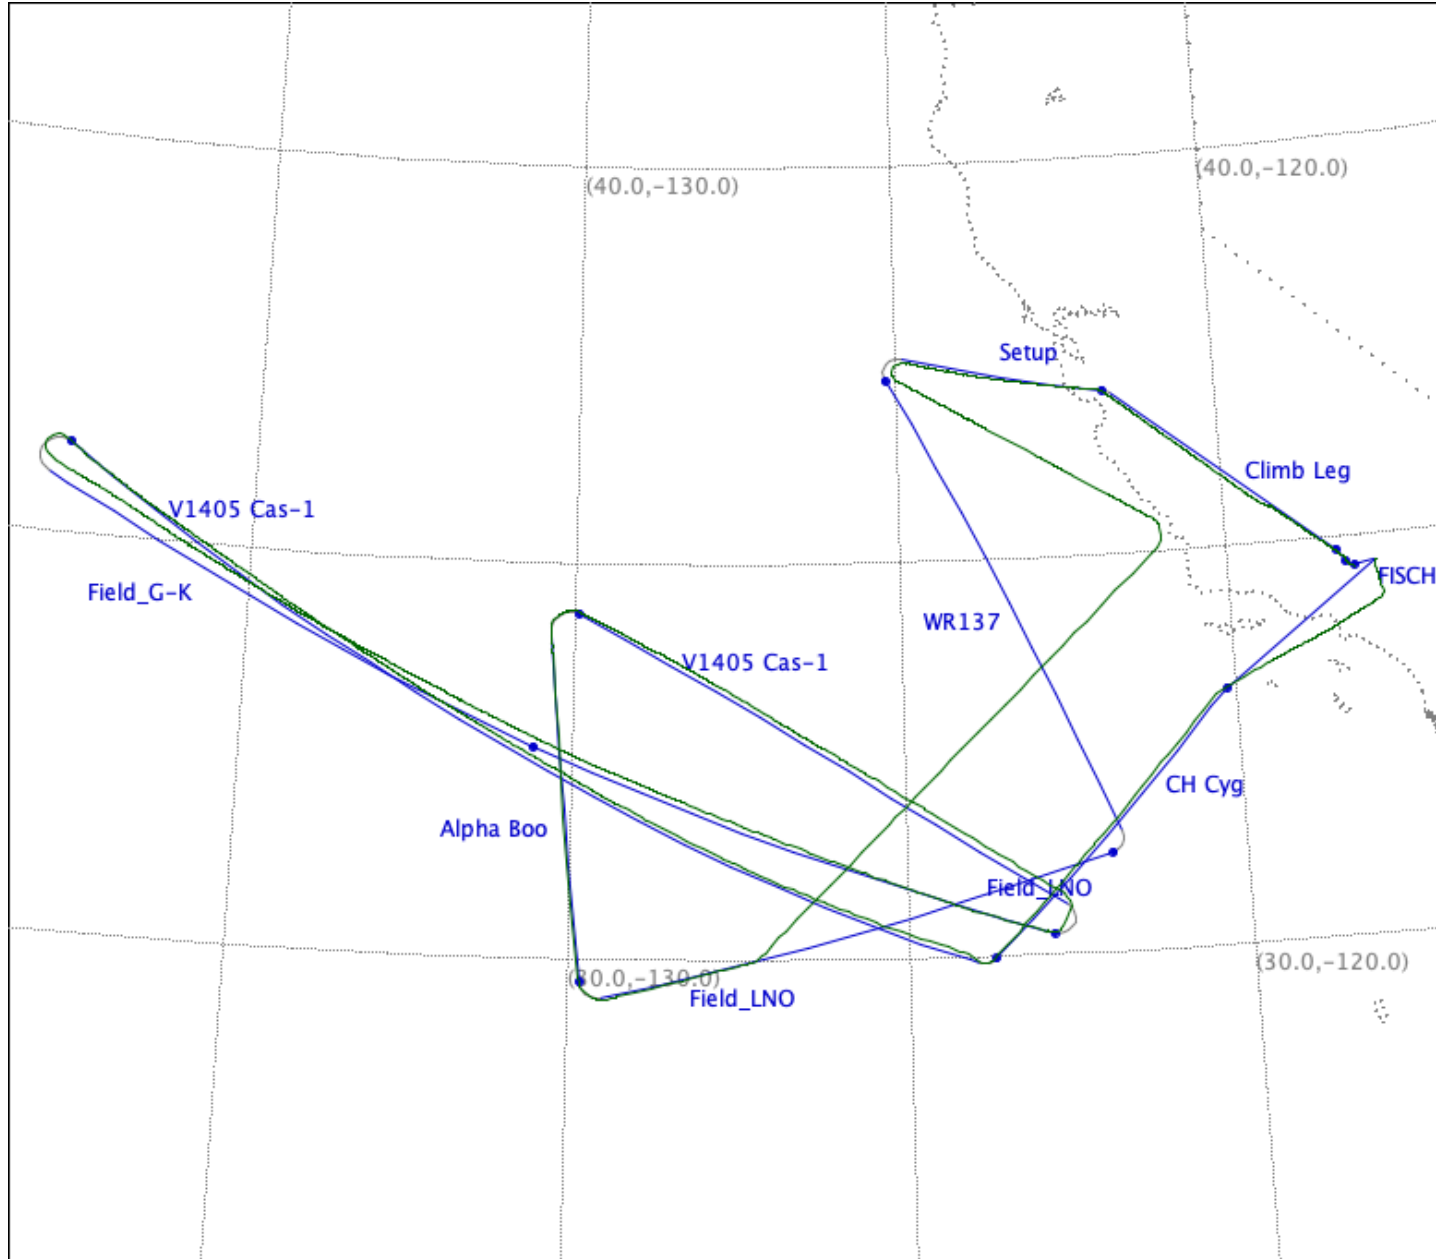 (40.0,-130.0)
(40.0,-120.0)
Setup
Climb Leg
V1405 Cas-1
FISCH
Field_G-K
WR137
V1405 Cas-1
CH Cyg
Alpha Boo
Field_LNO
(30.0,-120.0)
(30.0,-130.0)
Field_LNO